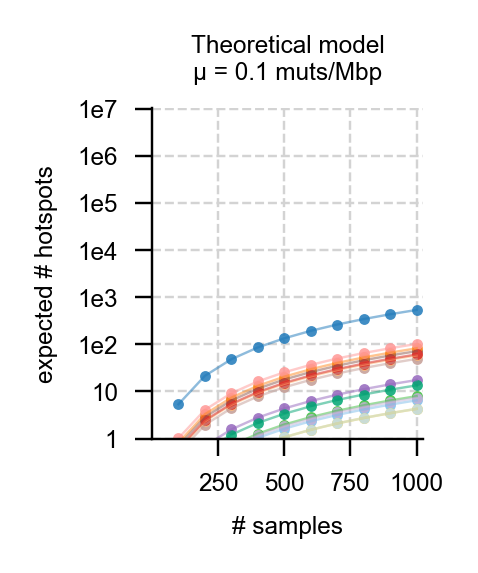 Theoretical model
μ = 0.1 muts/Mbp
expected # hotspots
1e7
1e6
1e5
1e4
1e3
1e2
10
1
250 500 750 1000
# samples